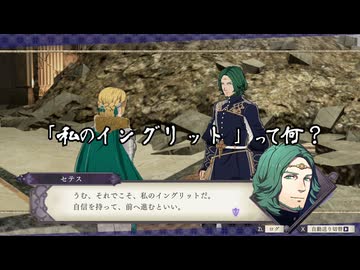 「私のイングリット」って何？
セテス
うむ、それでこそ、私のイングリットだ。
自信を持って、前へ進むといい。
ログ
X 自動送り切替